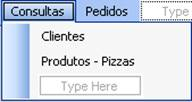 Consultas Pedidos Type
Clientes
Produtos - Pizzas
Type Here